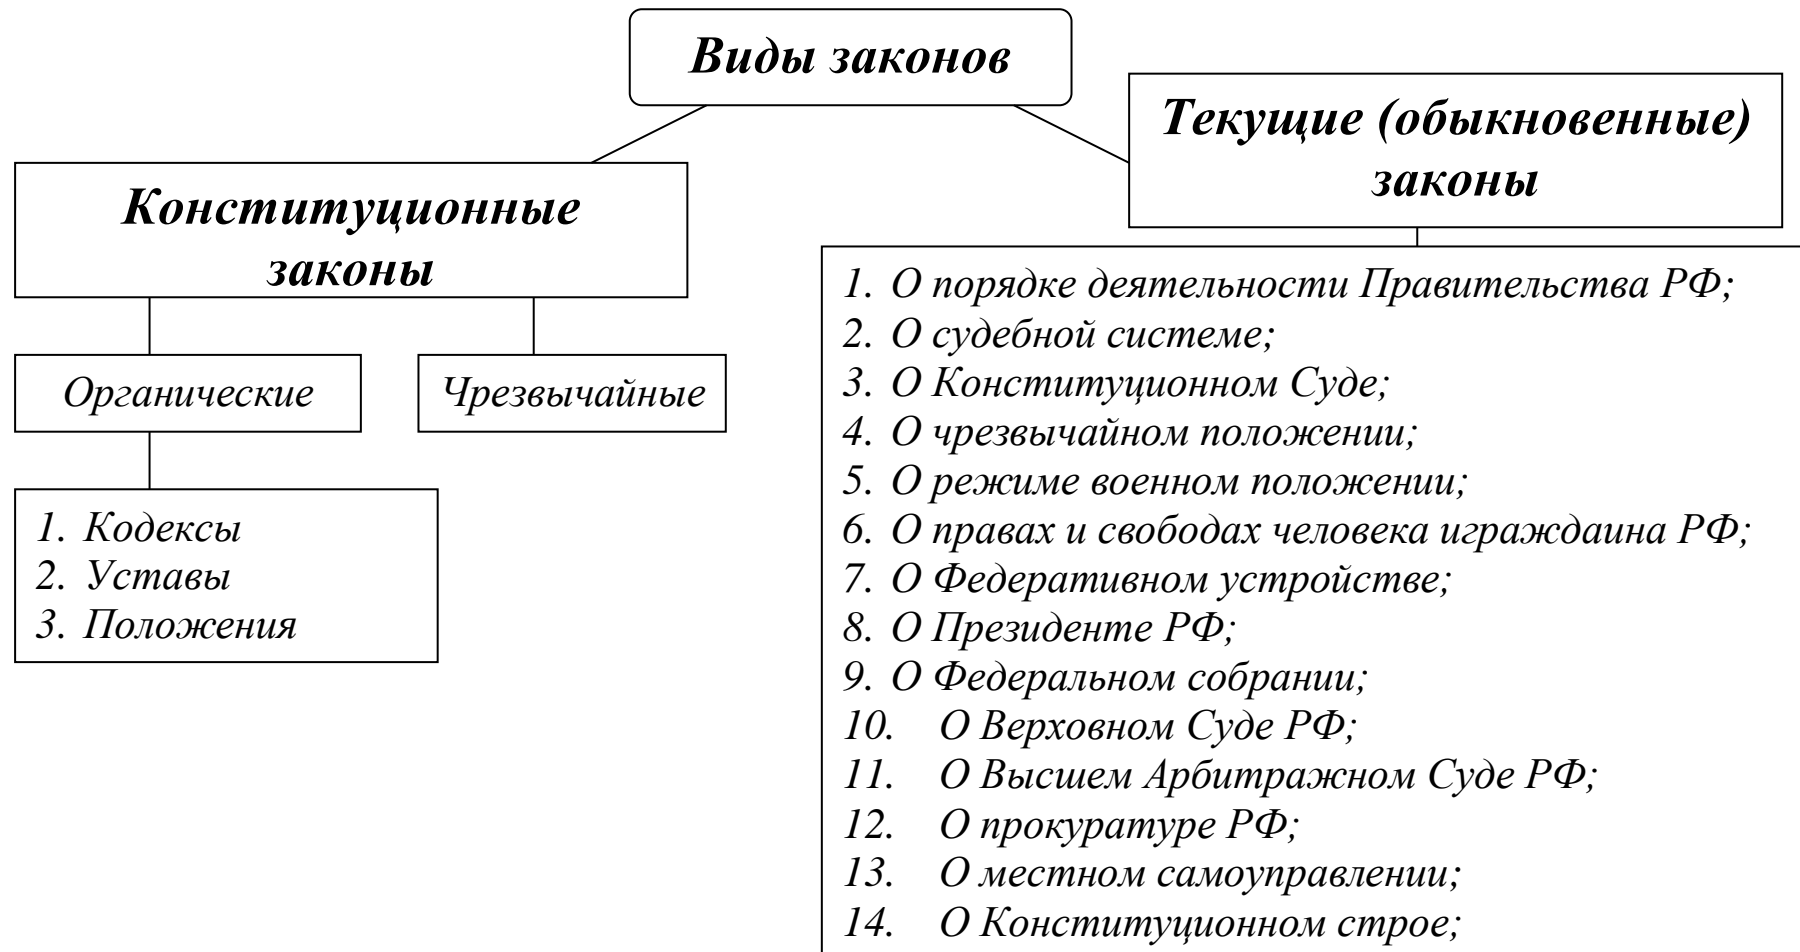 Виды законов
Текущие (обыкновенные)
законы
Конституционные
законы
Органические
Чрезвычайные
1. Кодексы
2. Уставы
3. Положения
1. О порядке деятельности Правительства РФ;
2. О судебной системе;
3. О Конституционном Суде;
4. О чрезвычайном положении;
5. О режиме военном положении;
6. О правах и свободах человека играждаина РФ;
7. О Федеративном устройстве;
8. О Президенте РФ;
9. О Федеральном собрании;
10. О Верховном Суде РФ;
11. О Высшем Арбитражном Суде РФ;
12. О прокуратуре РФ;
13. О местном самоуправлении;
14. О Конституционном строе;